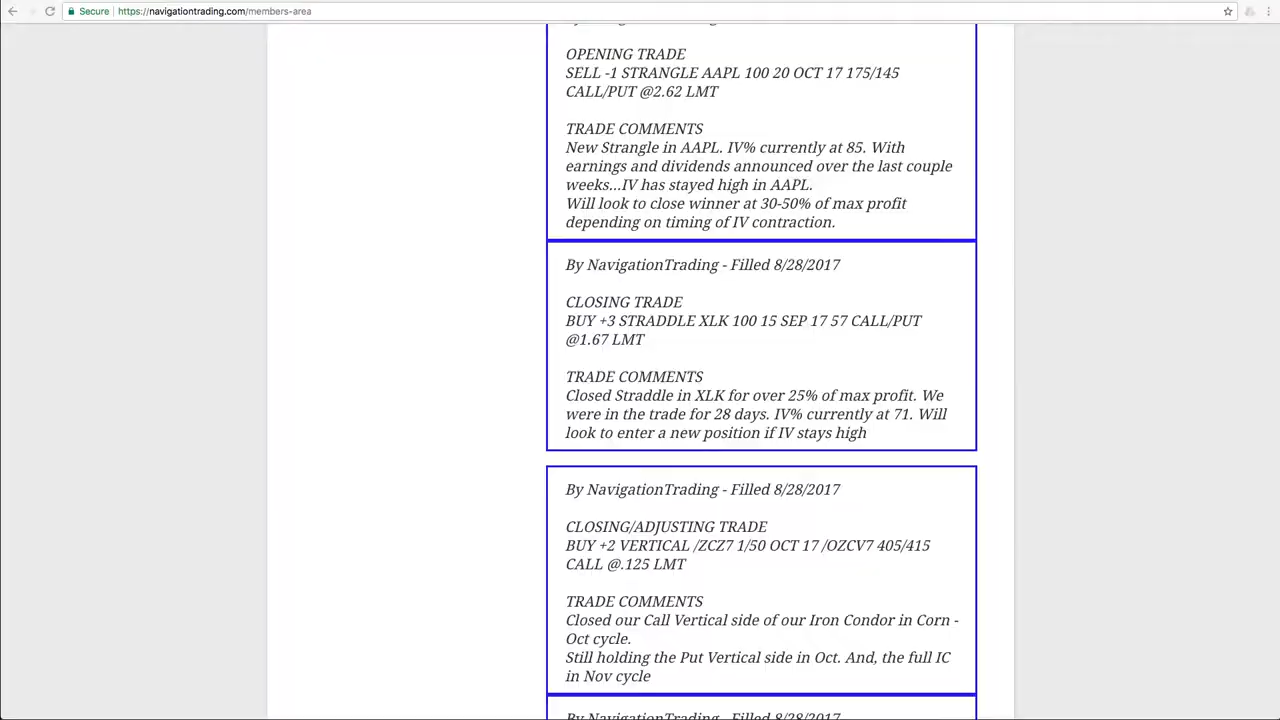 Secure
https://navigationtrading.com/members-area
OPENING TRADE
SELL -1 STRANGLE AAPL 100 20 OCT 17 175/145
CALL/PUT @2.62 LMT
TRADE COMMENTS
New Strangle in AAPL. IV% currently at 85. With
earnings and dividends announced over the last couple
weeks...IV has stayed high in AAPL.
Will look to close winner at 30-50% of max profit
depending on timing of IV contraction.
By NavigationTrading - Filled 8/28/2017
CLOSING TRADE
BUY +3 STRADDLE XLK 100 15 SEP 17 57 CALL/PUT
@1.67 LMT
TRADE COMMENTS
Closed Straddle in XLK for over 25% of max profit. We
were in the trade for 28 days. IV% currently at 71. Will
look to enter a new position if IV stays high
By NavigationTrading - Filled 8/28/2017
CLOSING/ADJUSTING TRADE
BUY +2 VERTICAL /ZCZ7 1/50 OCT 17 /OZCV7 405/415
CALL @.125 LMT
TRADE COMMENTS
Closed our Call Vertical side of our Iron Condor in Corn -
Oct cycle.
Still holding the Put Vertical side in Oct. And, the full IC
in Nov cycle
By NavigationTrading - Filled 8/28/2017